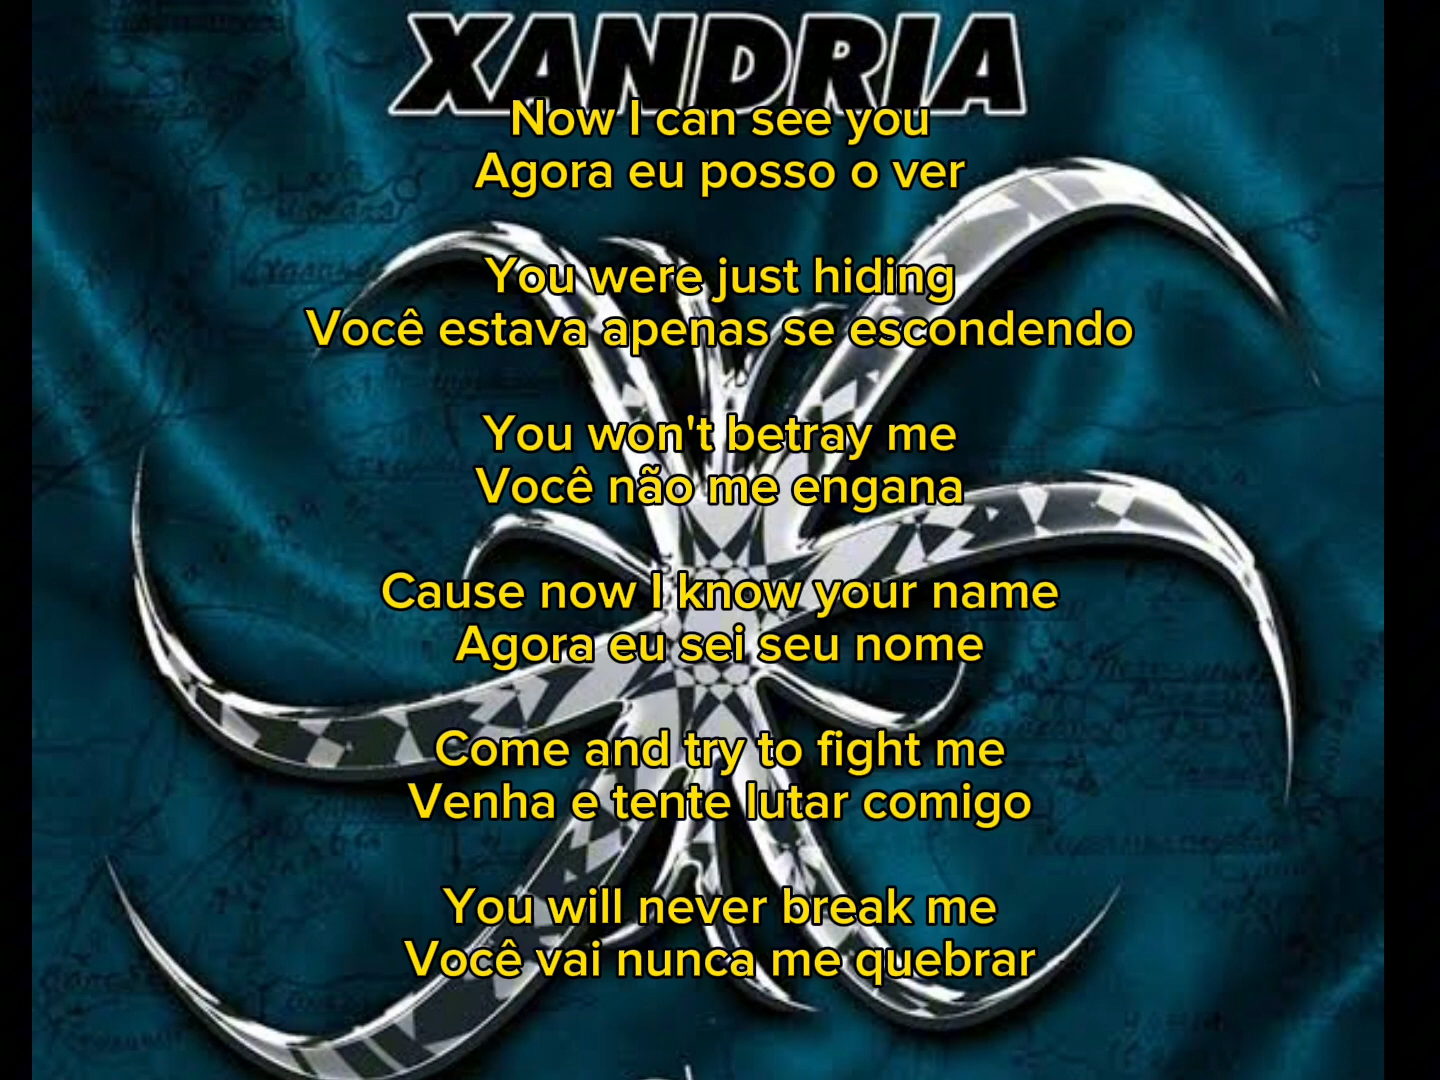 XANDRIA
Now I can see you
Agora eu posso o ver
You were just hiding
Você estava apenas se escondendo
You won't betray me
Você não me engana
Cause now I know your name
Agora eu sei seu nome
Come and try to fight me
Venha e tente lutar comigo
You will never break me
Você vai nunca me quebrar